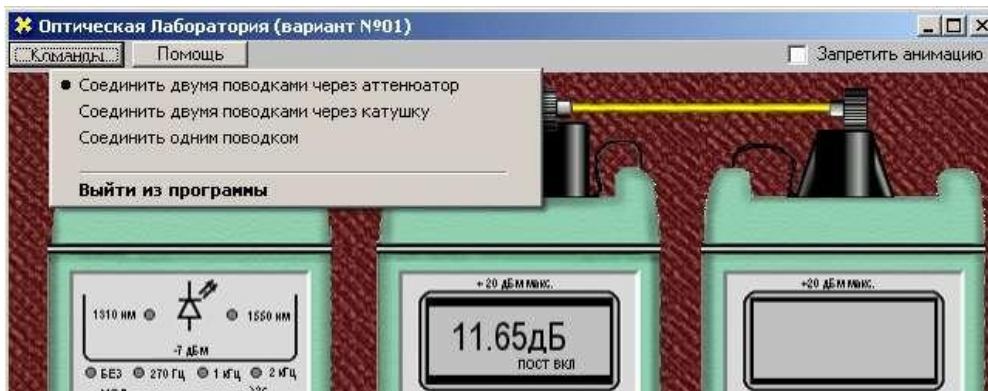 Оптическая Лаборатория (вариант №01)
Команды Помощь Запретить анимацию
Соединить двумя поводками через аттенюатор
Соединить двумя поводками через катушку
Соединить одним поводком
Выйти из программы
+20 дБм макс. +20 дБм макс.
1310 нм 1550 нм
11.65дБ
-7 дБм
пост вкл
БЕЗ 270 Гц 1 кГц 2 кГц